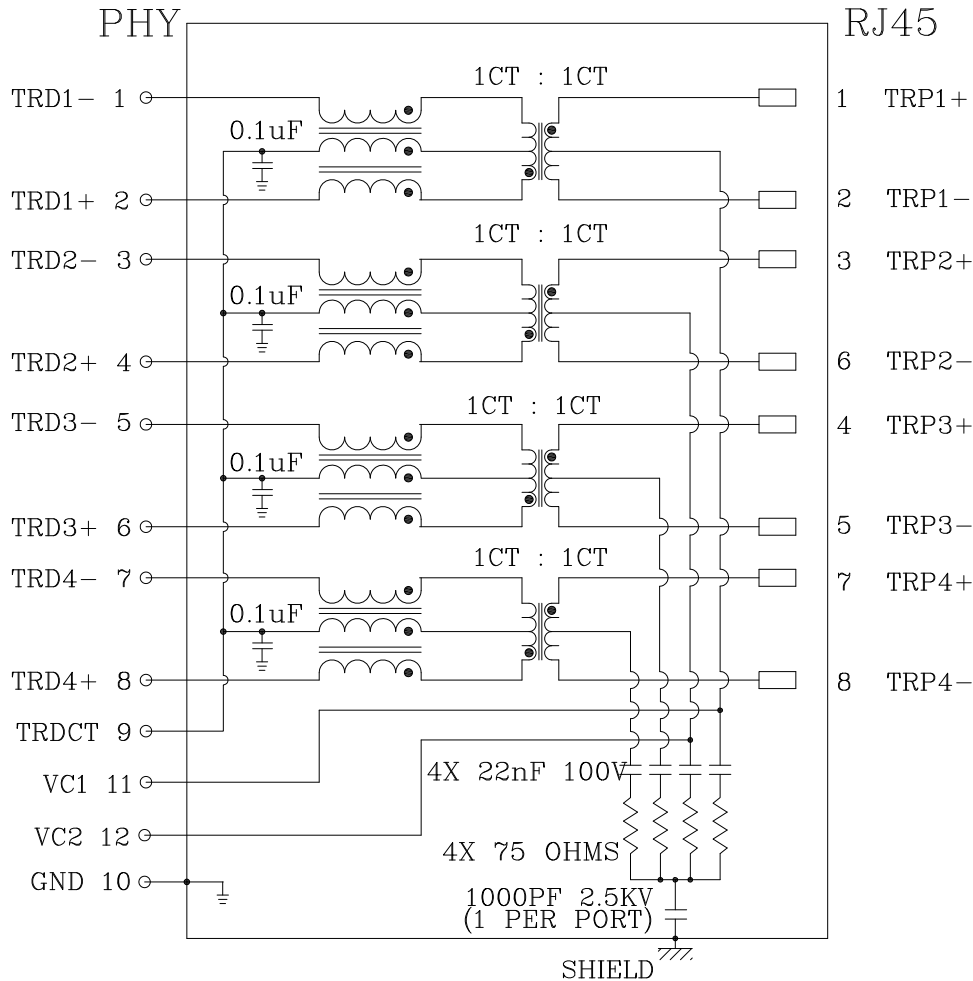 PHY RJ45
1CT : 1CT
TRD1- 1 1 TRP1+
0.1uF
TRD1+ 2 2 TRP1-
1CT : 1CT
TRD2- 3 3 TRP2+
0.1uF
TRD2+ 4 6 TRP2-
1CT : 1CT
TRD3- 5 4 TRP3+
0.1uF
TRD3+ 6 5 TRP3-
1CT : 1CT
TRD4- 7 7 TRP4+
0.1uF
TRD4+ 8 8 TRP4-
TRDCT 9
VC1 11
4X 22nF 100V
VC2 12
4X 75 OHMS
GND 10
1000PF 2.5KV
(1 PER PORT)
SHIELD